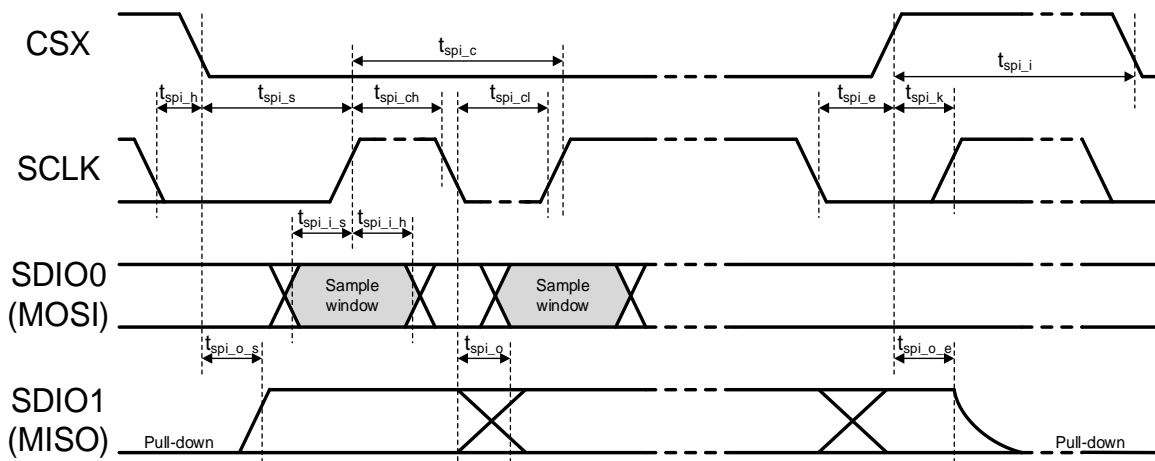 CSX
t_spi_c
t_spi_i
t_spi_h
t_spi_s
t_spi_ch
t_spi_cl
t_spi_e
t_spi_k
SCLK
t_spi_i_s
t_spi_i_h
SDIO0
(MOSI)
Sample
window
Sample
window
t_spi_o_s
t_spi_o
t_spi_o_e
SDIO1
(MISO)
Pull-down
Pull-down